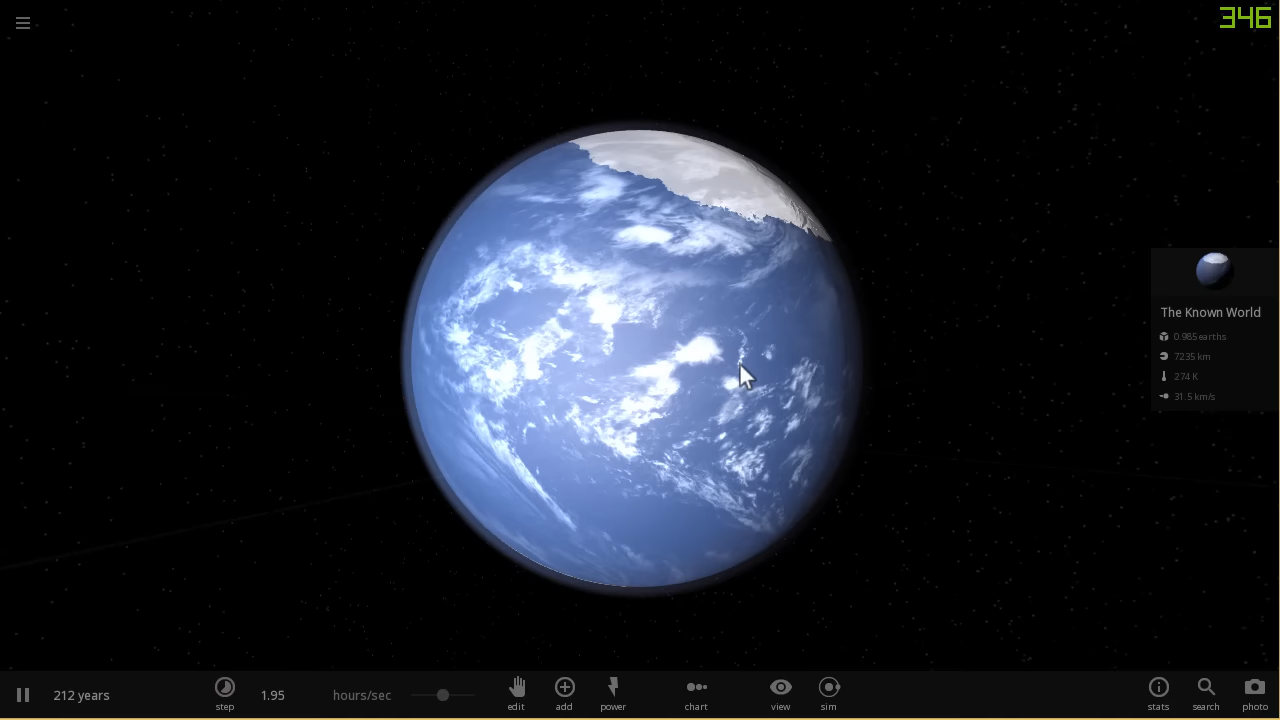 346
The Known World
0.985 earths
7235 km
274 K
31.5 km/s
212 years
1.95
hours/sec
step
edit
add
power
chart
view
sim
stats
search
photo